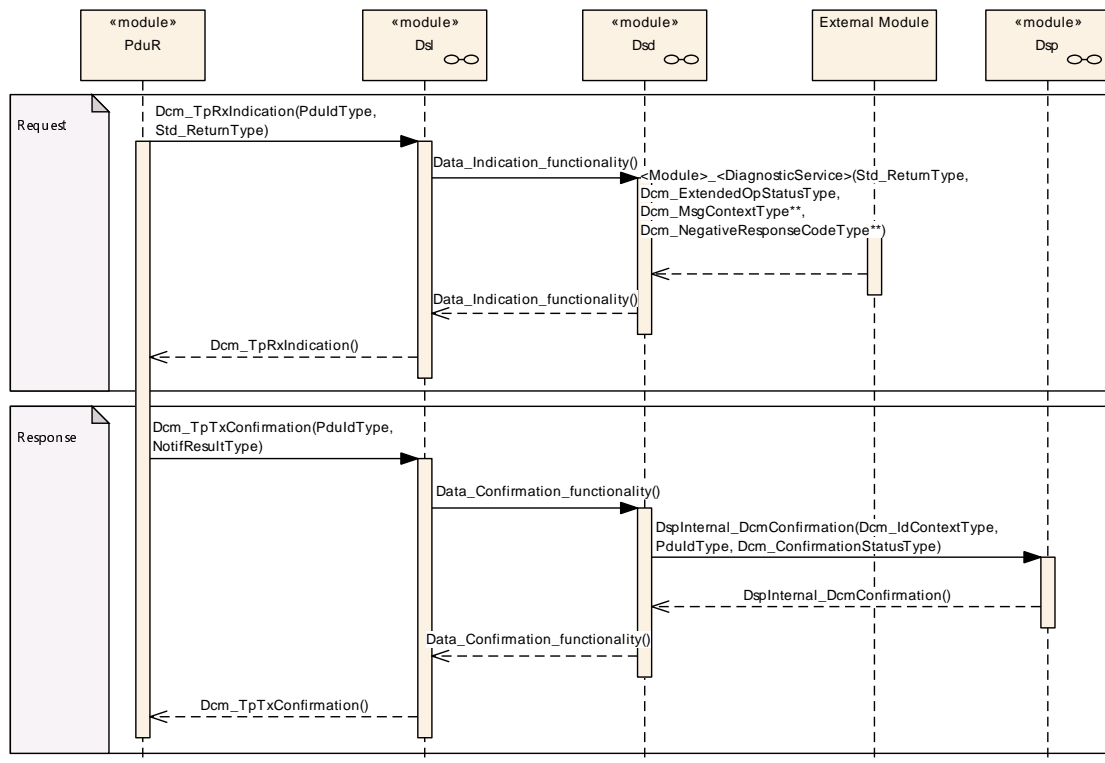 «module»
PduR
«module»
Dsl
«module»
Dsd
External Module
«module»
Dsp
Request
Dcm_TpRxIndication(PduIdType,
Std_ReturnType)
Data_Indication_functionality()
<Module>_<DiagnosticService>(Std_ReturnType,
Dcm_ExtendedOpStatusType,
Dcm_MsgContextType**,
Dcm_NegativeResponseCodeType**)
Data_Indication_functionality()
Dcm_TpRxIndication()
Response
Dcm_TpTxConfirmation(PduIdType,
NotifResultType)
Data_Confirmation_functionality()
DspInternal_DcmConfirmation(Dcm_IdContextType,
PduIdType, Dcm_ConfirmationStatusType)
DspInternal_DcmConfirmation()
Data_Confirmation_functionality()
Dcm_TpTxConfirmation()